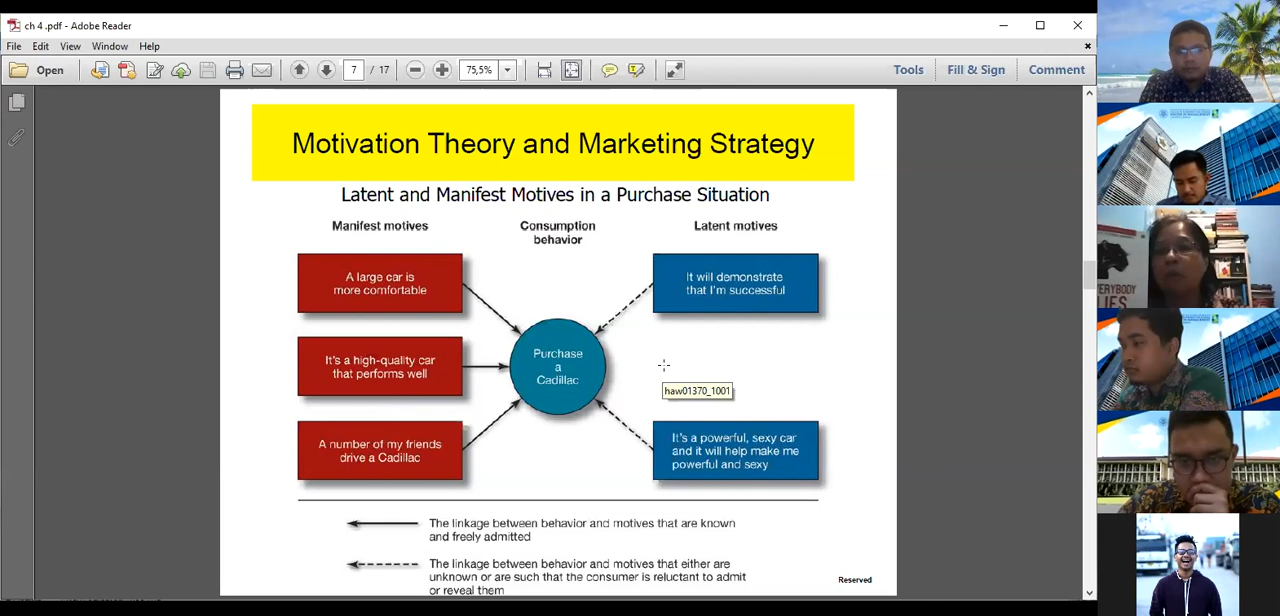 ch 4 .pdf - Adobe Reader
File Edit View Window Help
Open
7 / 17
75,5%
Tools Fill & Sign Comment
Motivation Theory and Marketing Strategy
Latent and Manifest Motives in a Purchase Situation
Manifest motives
Consumption
behavior
Latent motives
A large car is
more comfortable
It will demonstrate
that I'm successful
It's a high-quality car
that performs well
Purchase
a
Cadillac
haw01370_1001
A number of my friends
drive a Cadillac
It's a powerful, sexy car
and it will help make me
powerful and sexy
The linkage between behavior and motives that are known
and freely admitted
The linkage between behavior and motives that either are
unknown or are such that the consumer is reluctant to admit
or reveal them
Reserved
EVERYBODY
LIES